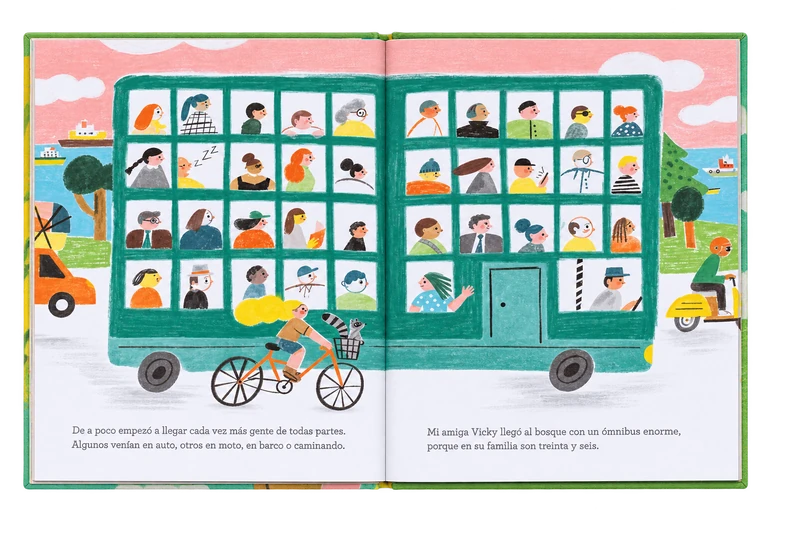 zzz
De a poco empezó a llegar cada vez más gente de todas partes.
Algunos venían en auto, otros en moto, en barco o caminando.
Mi amiga Vicky llegó al bosque con un ómnibus enorme,
porque en su familia son treinta y seis.